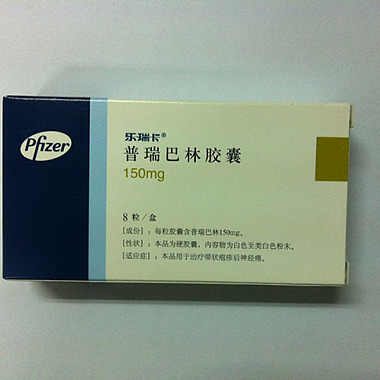 Pfizer
乐瑞卡®
普瑞巴林胶囊
150mg
8粒/盒
[成份]：每粒胶囊含普瑞巴林150mg。
[性状]：本品为硬胶囊，内容物为白色至类白色粉末。
[适应症]：本品用于治疗带状疱疹后神经痛。